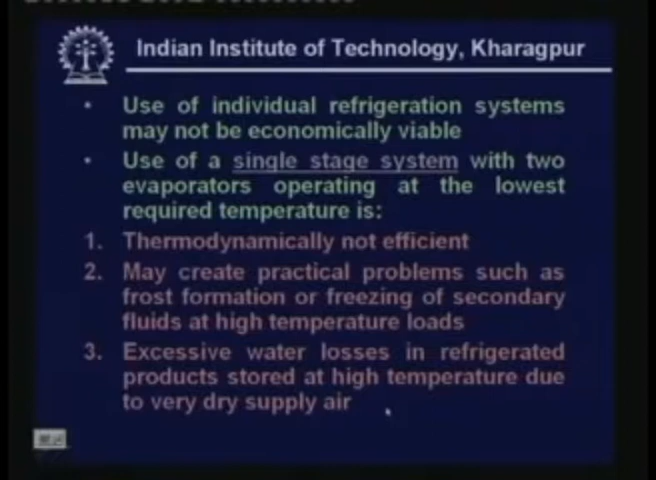 Indian Institute of Technology, Kharagpur
• Use of individual refrigeration systems
may not be economically viable
• Use of a single stage system with two
evaporators operating at the lowest
required temperature is:
1. Thermodynamically not efficient
2. May create practical problems such as
frost formation or freezing of secondary
fluids at high temperature loads
3. Excessive water losses in refrigerated
products stored at high temperature due
to very dry supply air